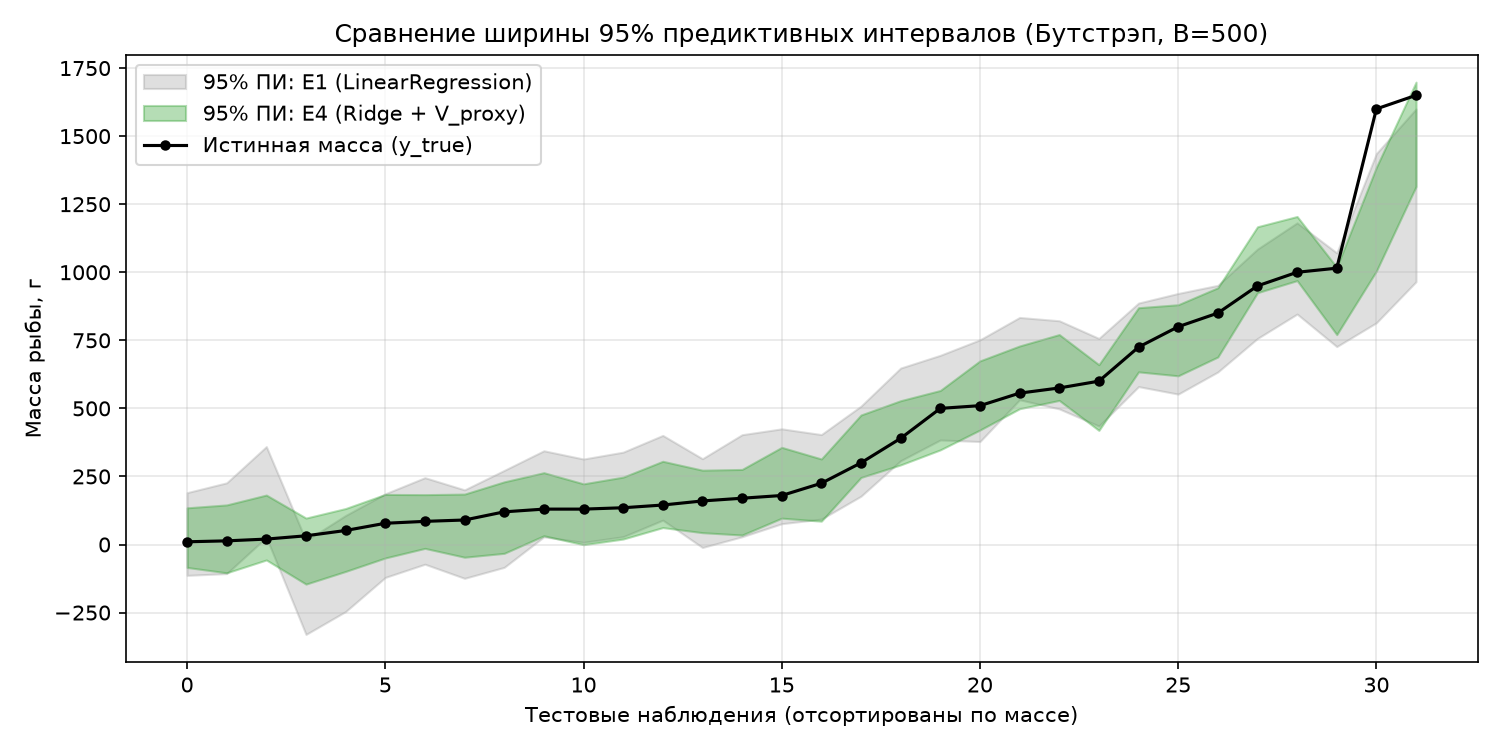 Сравнение ширины 95% предиктивных интервалов (Бутстрэп, B=500)
95% ПИ: E1 (LinearRegression)
95% ПИ: E4 (Ridge + V_proxy)
Истинная масса (y_true)
Масса рыбы, г
1750
1500
1250
1000
750
500
250
0
−250
0 5 10 15 20 25 30
Тестовые наблюдения (отсортированы по массе)